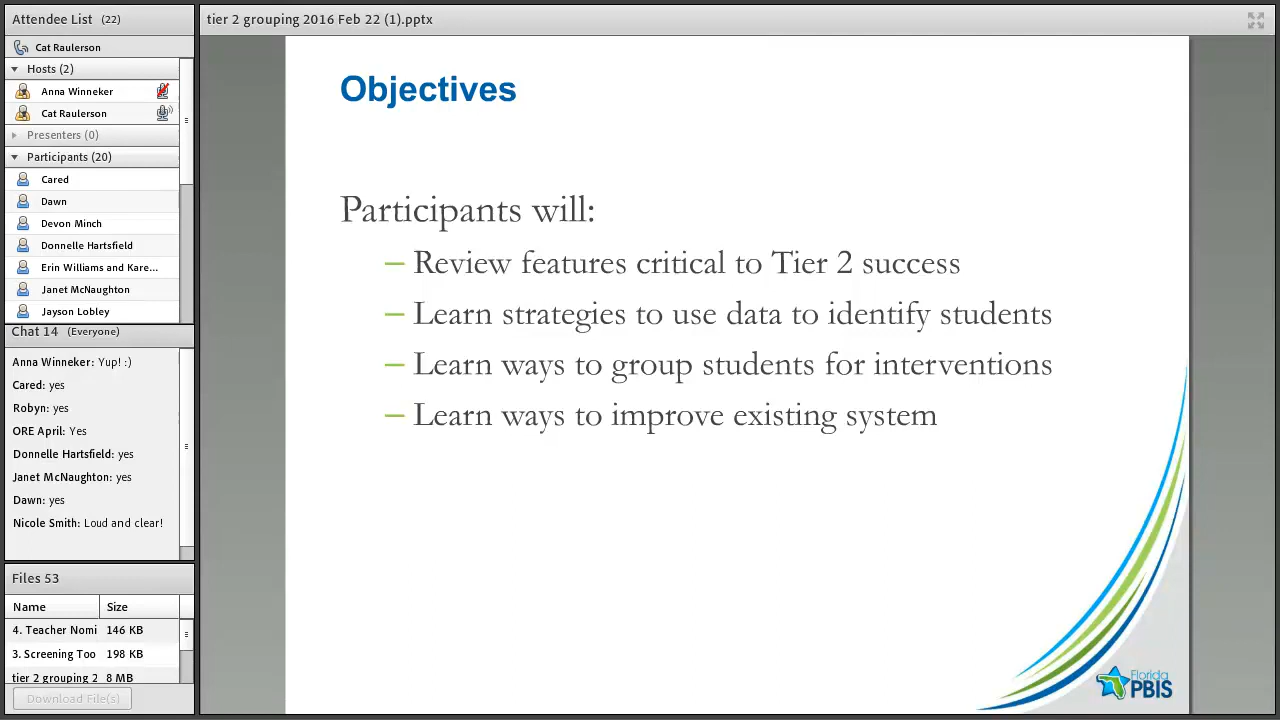 Attendee List (22)
Cat Raulerson
Hosts (2)
Anna Winneker
Cat Raulerson
Presenters (0)
Participants (20)
Cared
Dawn
Devon Minch
Donnelle Hartsfield
Erin Williams and Kare...
Janet McNaughton
Jayson Lobley
Chat 14 (Everyone)
Anna Winneker: Yup! :)
Cared: yes
Robyn: yes
ORE April: Yes
Donnelle Hartsfield: yes
Janet McNaughton: yes
Dawn: yes
Nicole Smith: Loud and clear!
Files 53
Name Size
4. Teacher Nomi 146 KB
3. Screening Too 198 KB
tier 2 grouping 2 8 MB
Download File(s)
tier 2 grouping 2016 Feb 22 (1).pptx
Objectives
Participants will:
– Review features critical to Tier 2 success
– Learn strategies to use data to identify students
– Learn ways to group students for interventions
– Learn ways to improve existing system
Florida
PBIS